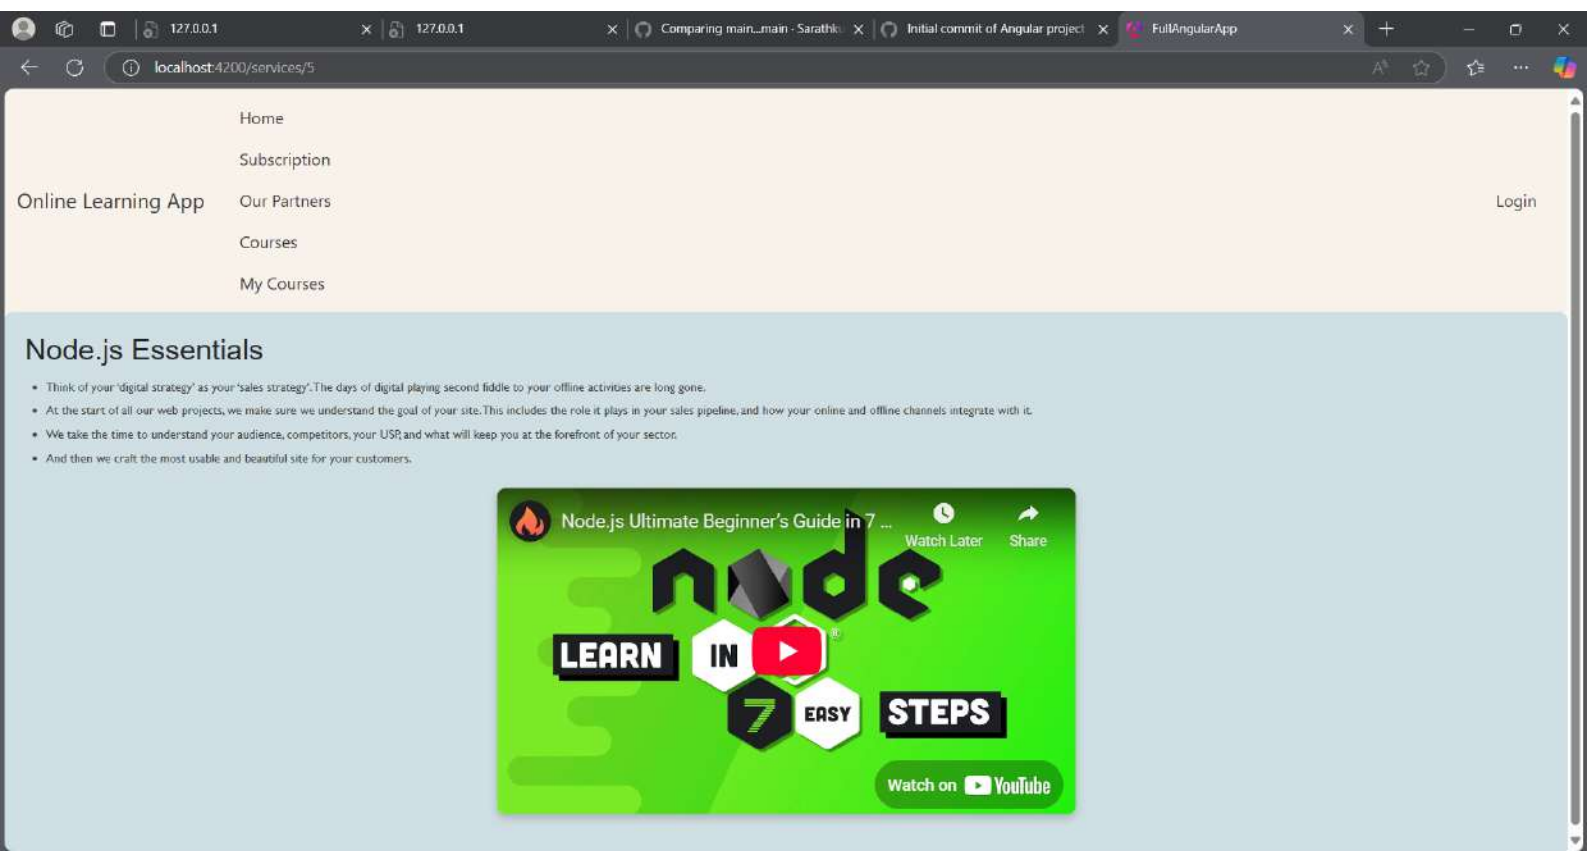 127.0.0.1
127.0.0.1
Comparing main...main · Sarathk
Initial commit of Angular project
FullAngularApp
localhost:4200/services/5
Home
Subscription
Online Learning App
Our Partners
Login
Courses
My Courses
Node.js Essentials
• Think of your 'digital strategy' as your 'sales strategy'. The days of digital playing second fiddle to your offline activities are long gone.
• At the start of all our web projects, we make sure we understand the goal of your site. This includes the role it plays in your sales pipeline, and how your online and offline channels integrate with it.
• We take the time to understand your audience, competitors, your USP, and what will keep you at the forefront of your sector.
• And then we craft the most usable and beautiful site for your customers.
Node.js Ultimate Beginner's Guide in 7 ...
Watch Later
Share
node
®
LEARN IN
7 EASY STEPS
Watch on YouTube